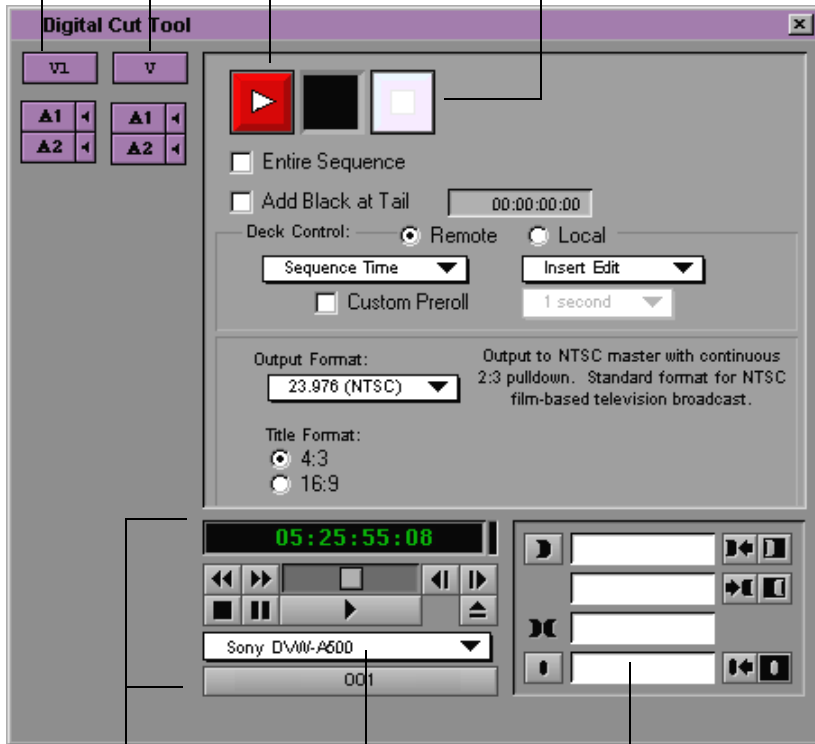 Digital Cut Tool
V1
V
A1
A2
A1
A2
Entire Sequence
Add Black at Tail
00:00:00:00
Deck Control:
Remote
Local
Sequence Time
Insert Edit
Custom Preroll
1 second
Output Format:
23.976 (NTSC)
Output to NTSC master with continuous
2:3 pulldown. Standard format for NTSC
film-based television broadcast.
Title Format:
4:3
16:9
05:25:55:08
Sony DVW-A500
001